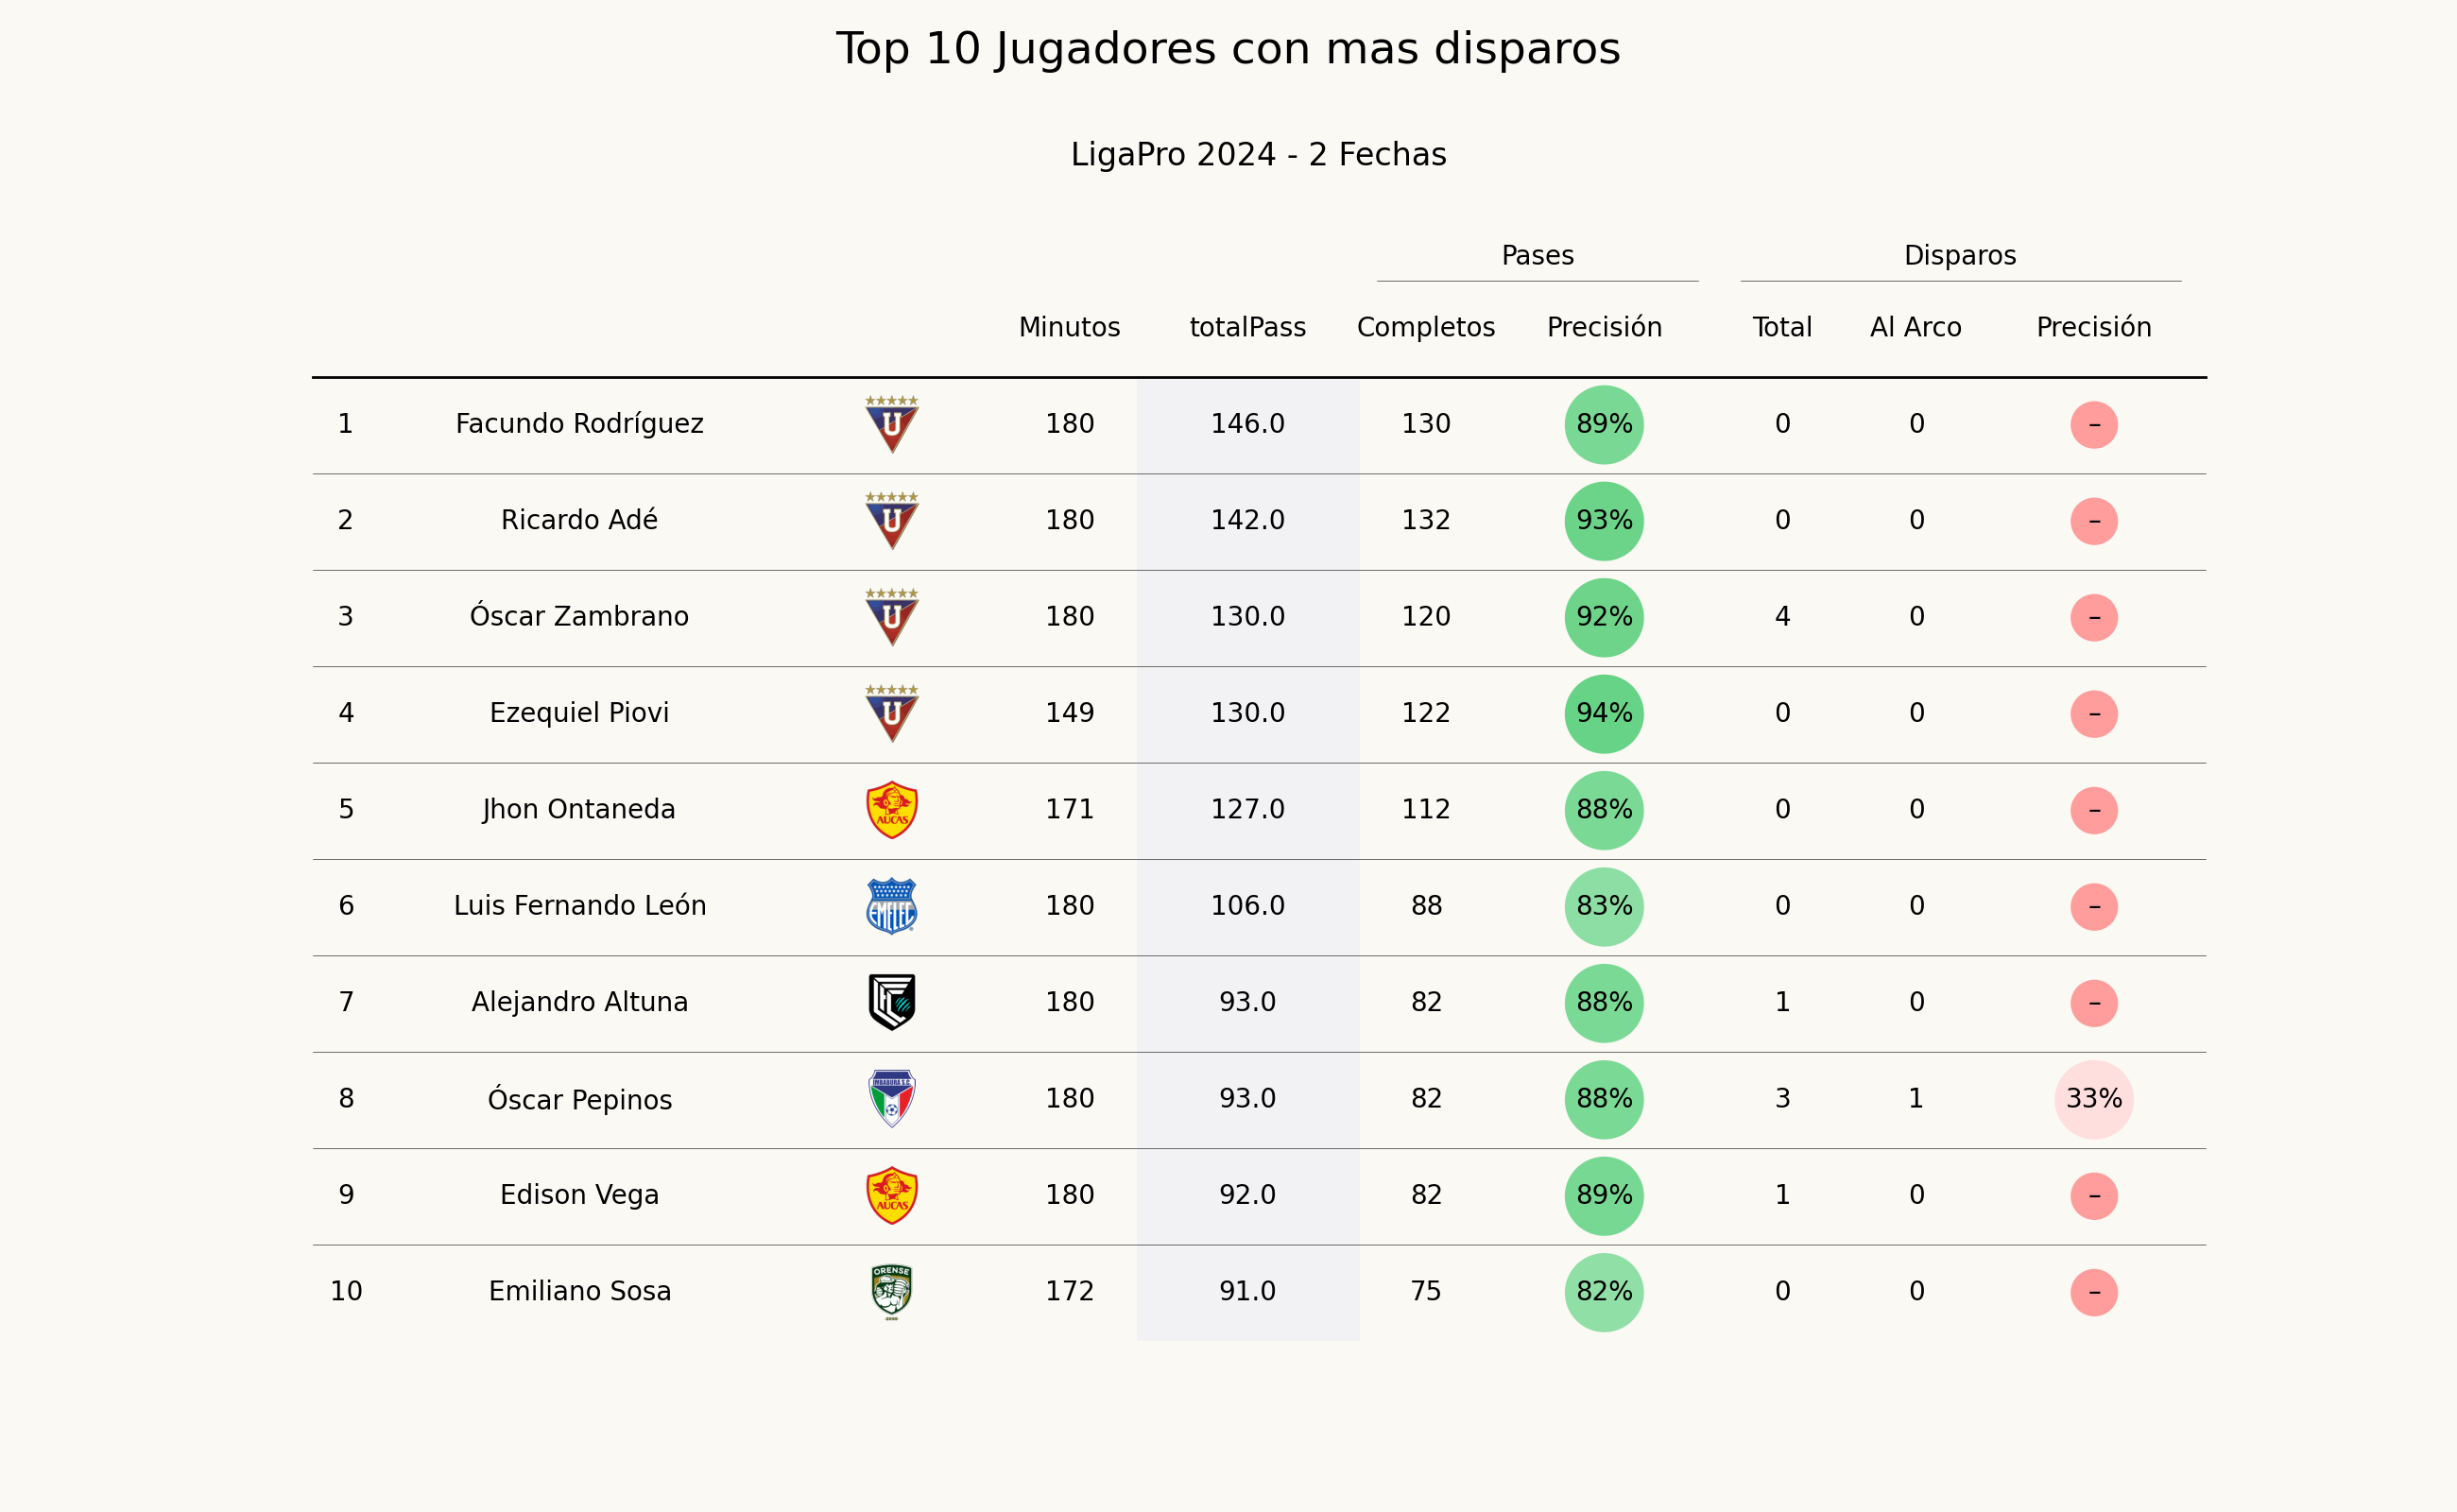 Top 10 Jugadores con mas disparos
LigaPro 2024 - 2 Fechas
Pases Disparos
Minutos totalPass Completos Precisión Total Al Arco Precisión
1 Facundo Rodríguez U 180 146.0 130 89% 0 0 –
2 Ricardo Adé U 180 142.0 132 93% 0 0 –
3 Óscar Zambrano U 180 130.0 120 92% 4 0 –
4 Ezequiel Piovi U 149 130.0 122 94% 0 0 –
5 Jhon Ontaneda AUCAS 171 127.0 112 88% 0 0 –
6 Luis Fernando León EMELEC 180 106.0 88 83% 0 0 –
7 Alejandro Altuna 180 93.0 82 88% 1 0 –
8 Óscar Pepinos IMBABURA S.C. 180 93.0 82 88% 3 1 33%
9 Edison Vega AUCAS 180 92.0 82 89% 1 0 –
10 Emiliano Sosa ORENSE 172 91.0 75 82% 0 0 –